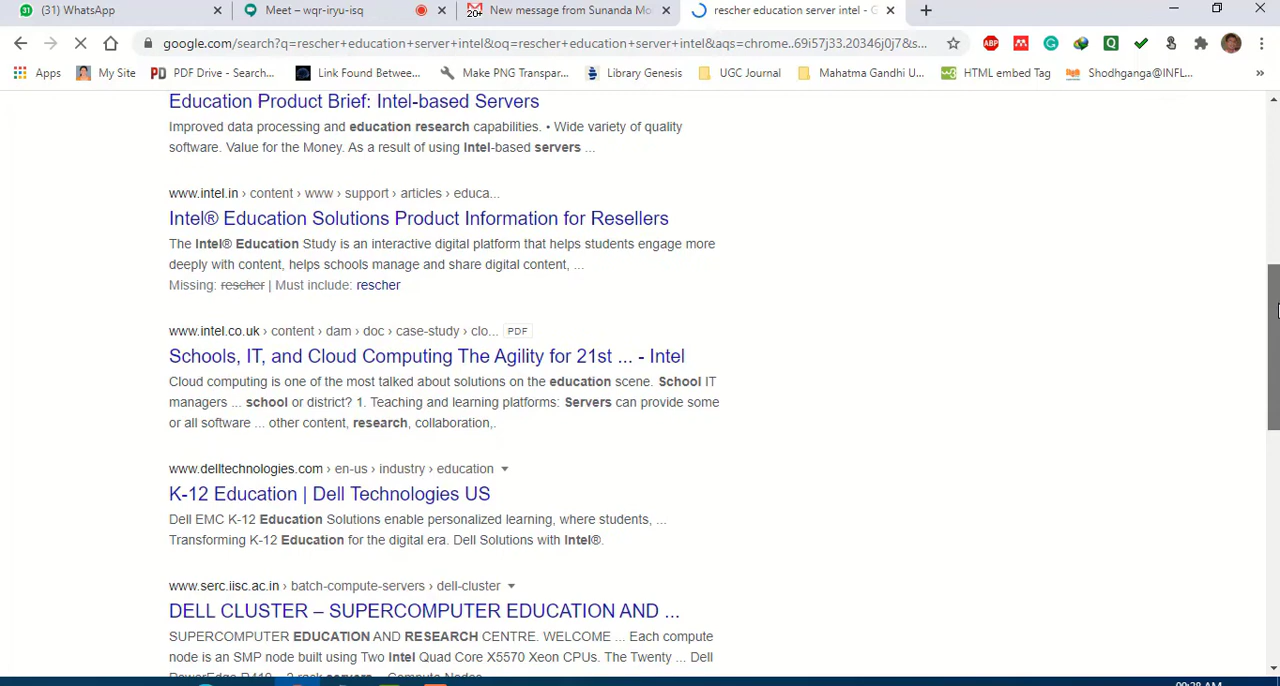 (31) WhatsApp
Meet – wqr-iryu-isq
20+
New message from Sunanda Mo
rescher education server intel - G
google.com/search?q=rescher+education+server+intel&oq=rescher+education+server+intel&aqs=chrome..69i57j33.20346j0j7&s...
ABP
Apps
My Site
PDF Drive - Search...
Link Found Betwee...
Make PNG Transpar...
Library Genesis
UGC Journal
Mahatma Gandhi U...
HTML embed Tag
Shodhganga@INFL...
»
Education Product Brief: Intel-based Servers
Improved data processing and education research capabilities. • Wide variety of quality
software. Value for the Money. As a result of using Intel-based servers ...
www.intel.in › content › www › support › articles › educa...
Intel® Education Solutions Product Information for Resellers
The Intel® Education Study is an interactive digital platform that helps students engage more
deeply with content, helps schools manage and share digital content, ...
Missing: rescher | Must include: rescher
www.intel.co.uk › content › dam › doc › case-study › clo... PDF
Schools, IT, and Cloud Computing The Agility for 21st ... - Intel
Cloud computing is one of the most talked about solutions on the education scene. School IT
managers ... school or district? 1. Teaching and learning platforms: Servers can provide some
or all software ... other content, research, collaboration,.
www.delltechnologies.com › en-us › industry › education
K-12 Education | Dell Technologies US
Dell EMC K-12 Education Solutions enable personalized learning, where students, ...
Transforming K-12 Education for the digital era. Dell Solutions with Intel®.
www.serc.iisc.ac.in › batch-compute-servers › dell-cluster
DELL CLUSTER – SUPERCOMPUTER EDUCATION AND ...
SUPERCOMPUTER EDUCATION AND RESEARCH CENTRE. WELCOME ... Each compute
node is an SMP node built using Two Intel Quad Core X5570 Xeon CPUs. The Twenty ... Dell
PowerEdge R410 – 2 rack servers – Compute Nodes